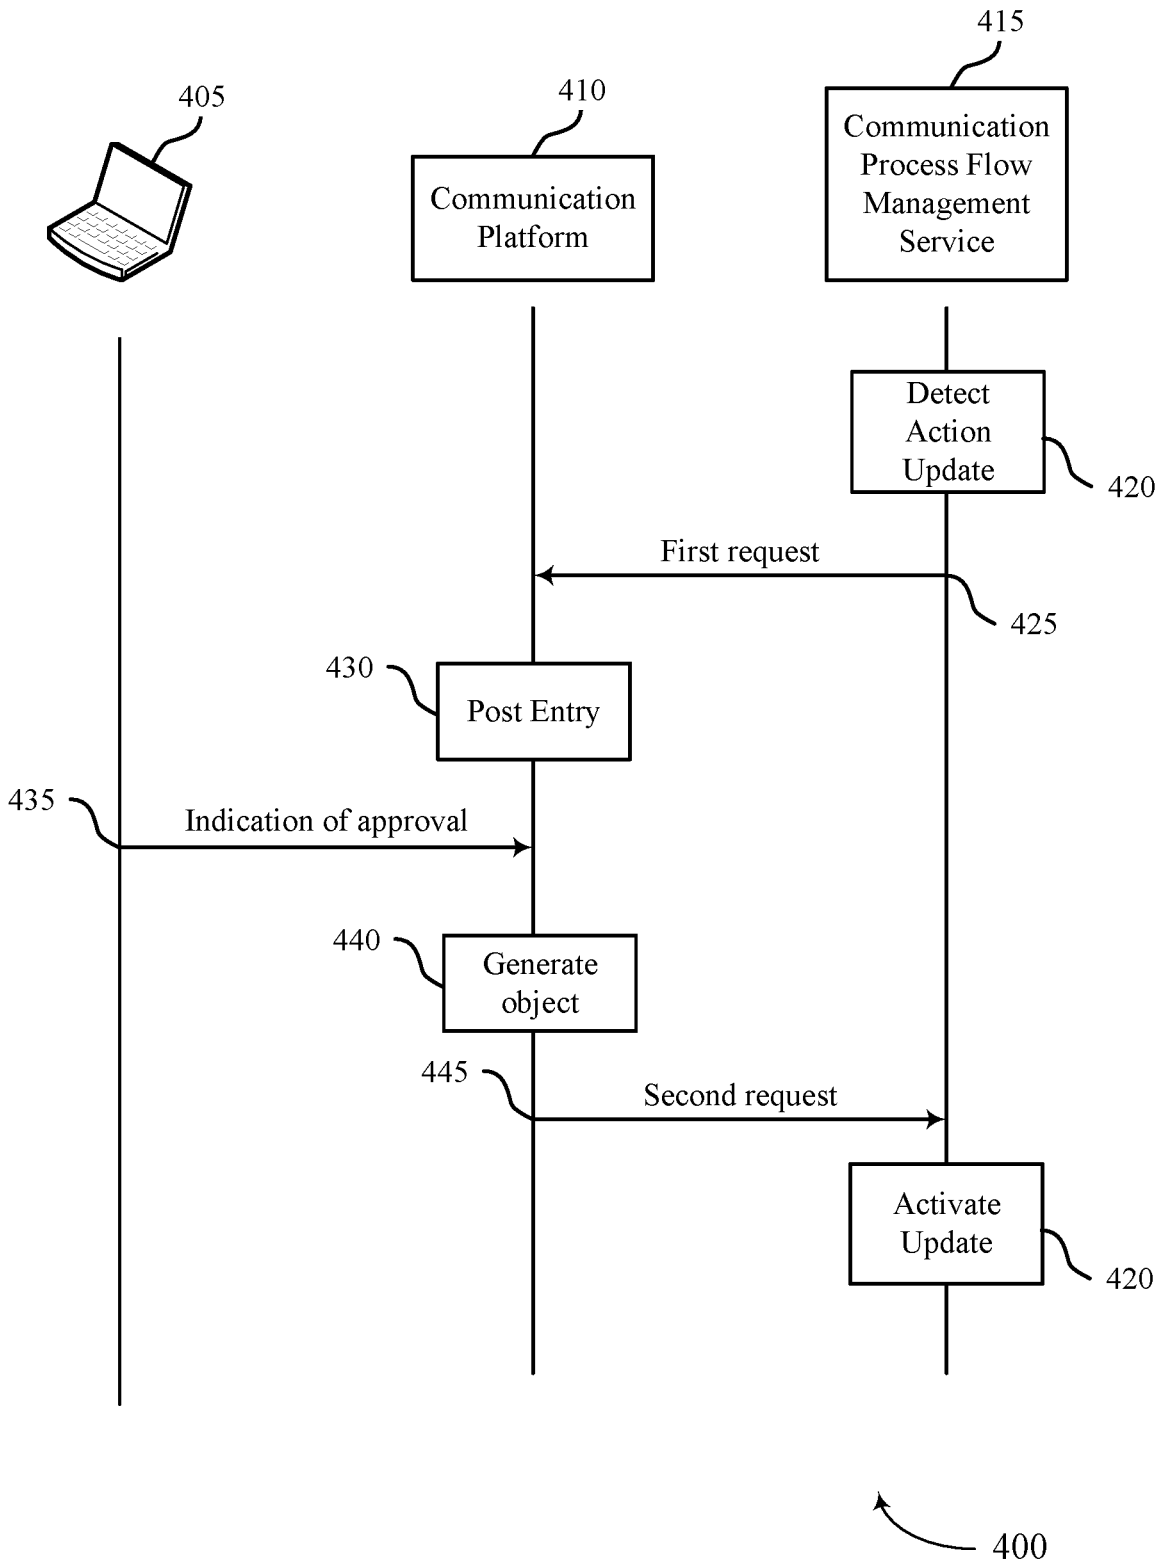 415
405
410
Communication
Process Flow
Management
Service
Communication
Platform
Detect
Action
Update
420
First request
425
430
Post Entry
435
Indication of approval
440
Generate
object
445
Second request
Activate
Update
420
400